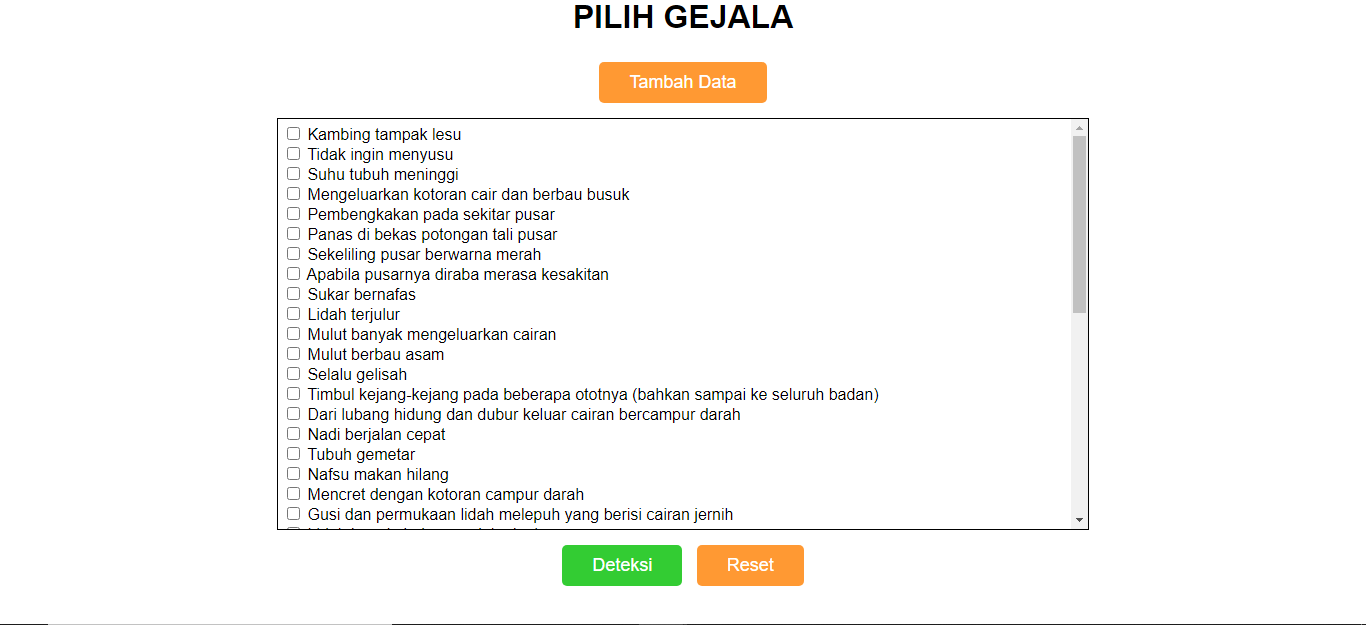 PILIH GEJALA
Tambah Data
Kambing tampak lesu
Tidak ingin menyusu
Suhu tubuh meninggi
Mengeluarkan kotoran cair dan berbau busuk
Pembengkakan pada sekitar pusar
Panas di bekas potongan tali pusar
Sekeliling pusar berwarna merah
Apabila pusarnya diraba merasa kesakitan
Sukar bernafas
Lidah terjulur
Mulut banyak mengeluarkan cairan
Mulut berbau asam
Selalu gelisah
Timbul kejang-kejang pada beberapa ototnya (bahkan sampai ke seluruh badan)
Dari lubang hidung dan dubur keluar cairan bercampur darah
Nadi berjalan cepat
Tubuh gemetar
Nafsu makan hilang
Mencret dengan kotoran campur darah
Gusi dan permukaan lidah melepuh yang berisi cairan jernih
Deteksi
Reset